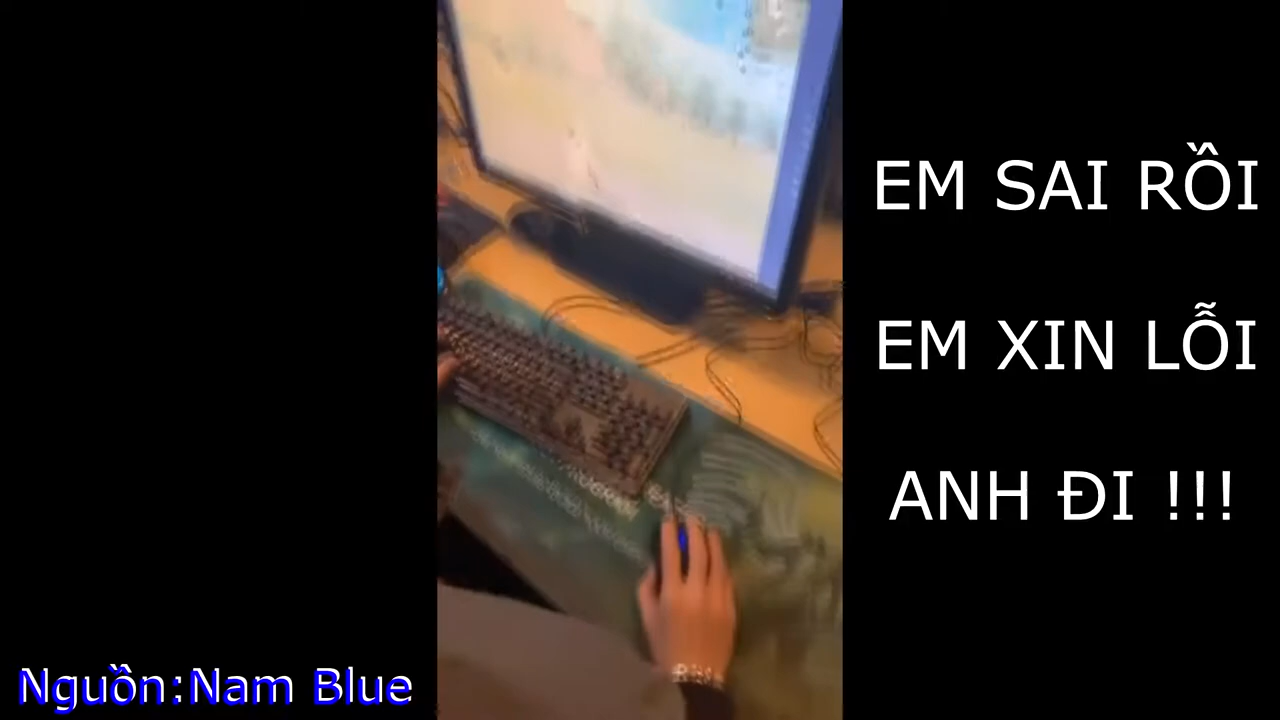 EM SAI RỒI
EM XIN LỖI
ANH ĐI !!!
Nguồn:Nam Blue